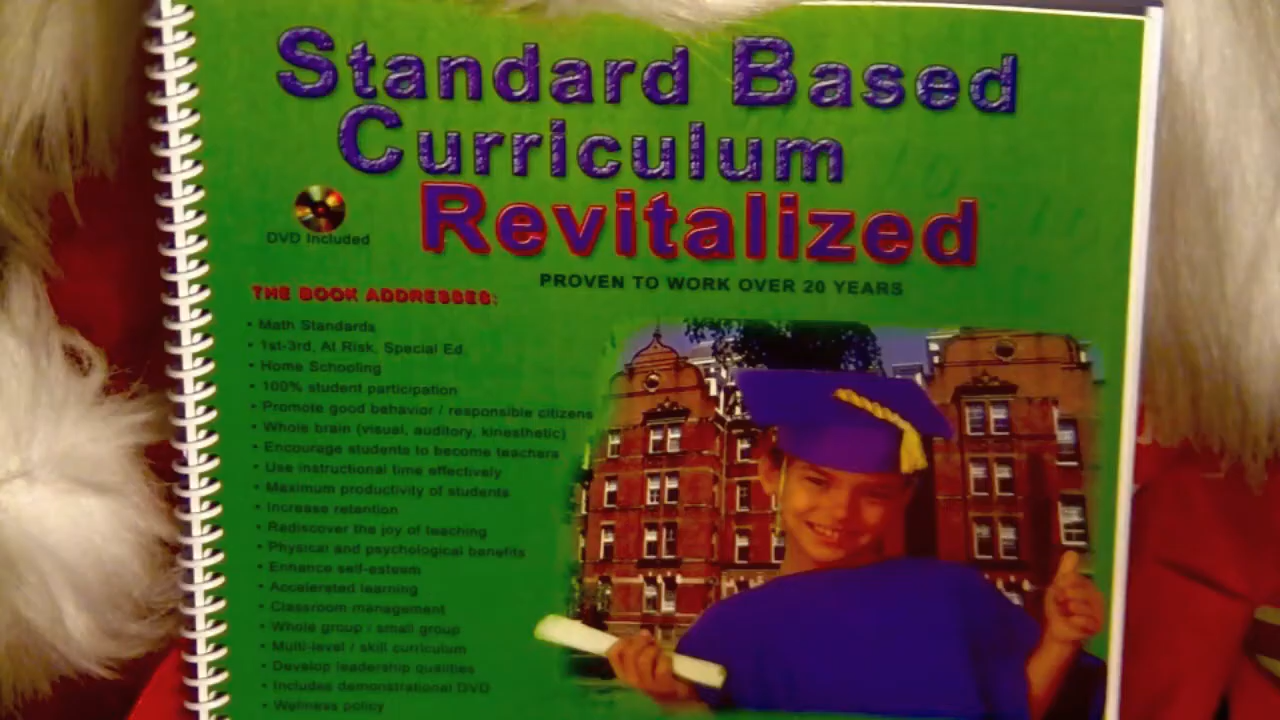 Standard Based
Curriculum
Revitalized
DVD Included
PROVEN TO WORK OVER 20 YEARS
THE BOOK ADDRESSES:
• Math Standards
• 1st-3rd, At Risk, Special Ed.
• Home Schooling
• 100% student participation
• Promote good behavior / responsible citizens
• Whole brain (visual, auditory, kinesthetic)
• Encourage students to become teachers
• Use instructional time effectively
• Maximum productivity of students
• Increase retention
• Rediscover the joy of teaching
• Physical and psychological benefits
• Enhance self-esteem
• Accelerated learning
• Classroom management
• Whole group / small group
• Multi-level / skill curriculum
• Develop leadership qualities
• Includes demonstrational DVD
• Wellness policy